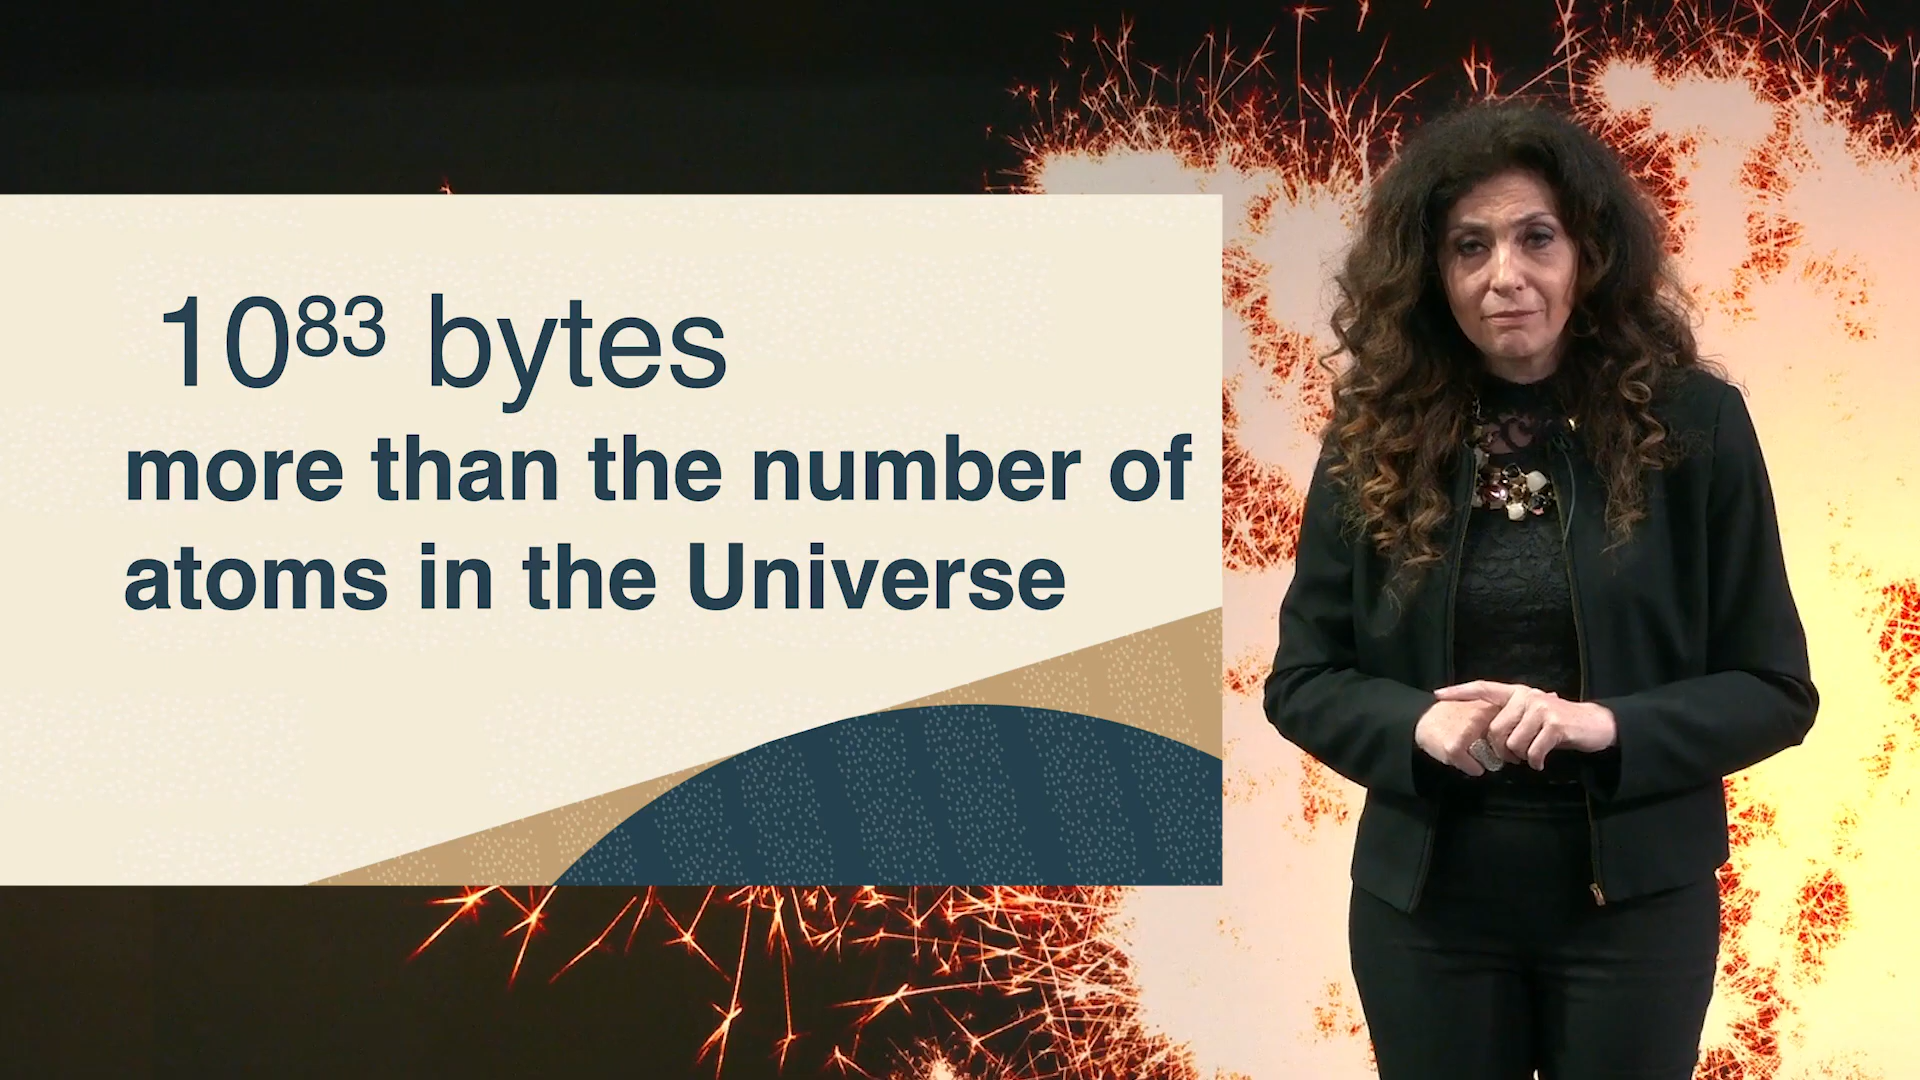 10⁸³ bytes
more than the number of
atoms in the Universe